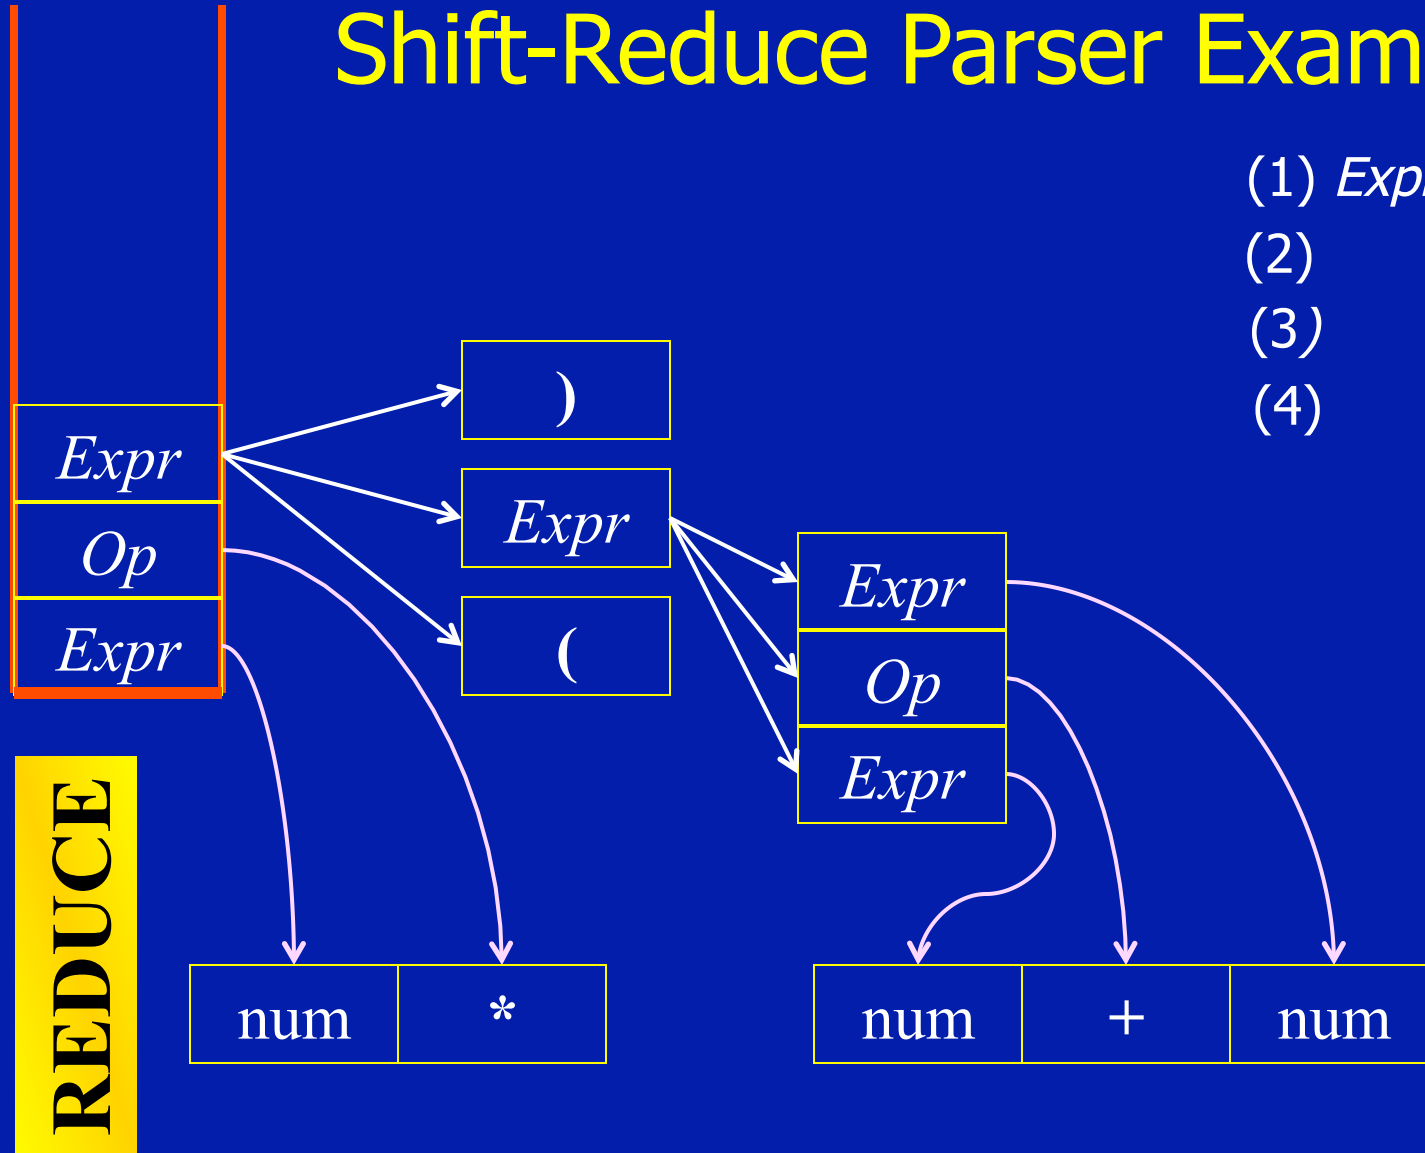 Shift-Reduce Parser Exam
(1) Expr
(2)
(3)
(4)
)
Expr
Expr
Op
Expr
(
Expr
Op
Expr
REDUCE
num * num + num